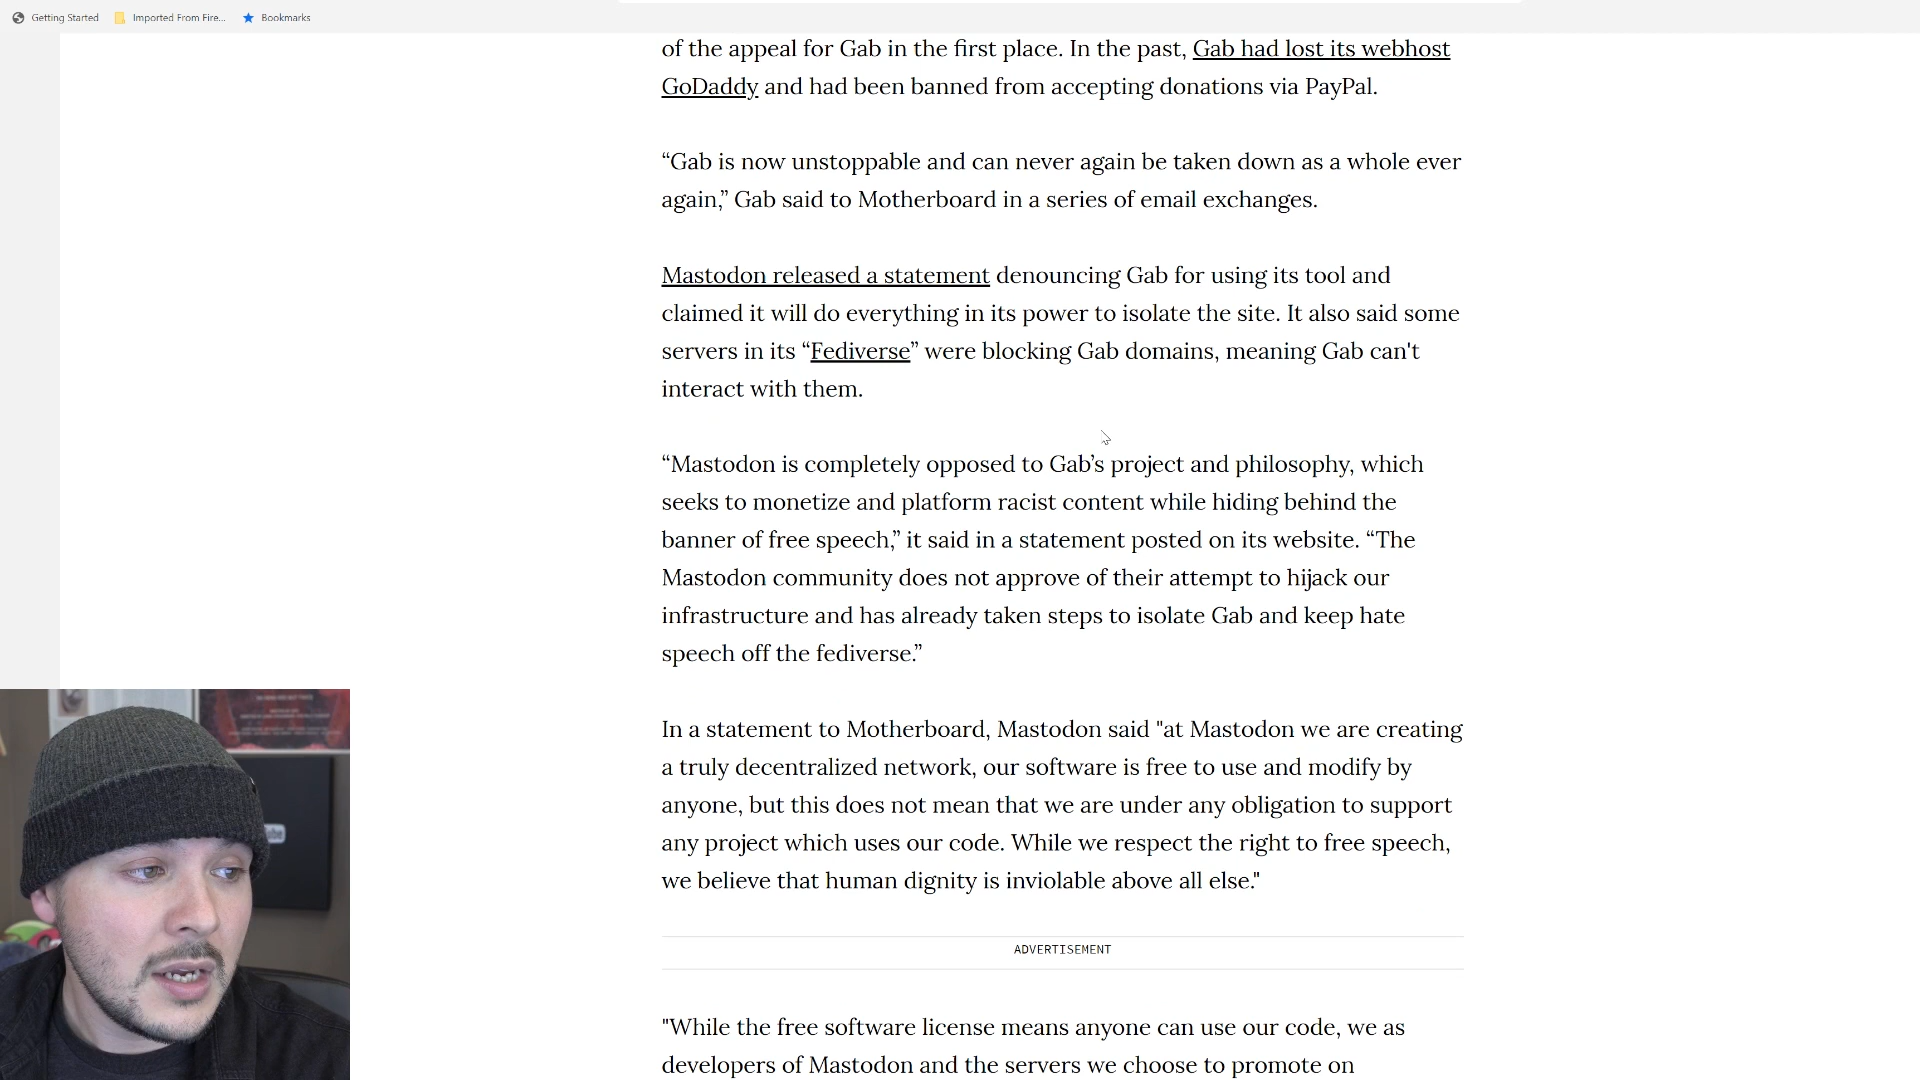 Getting Started
Imported From Fire...
Bookmarks
of the appeal for Gab in the first place. In the past, Gab had lost its webhost
GoDaddy and had been banned from accepting donations via PayPal.
“Gab is now unstoppable and can never again be taken down as a whole ever
again,” Gab said to Motherboard in a series of email exchanges.
Mastodon released a statement denouncing Gab for using its tool and
claimed it will do everything in its power to isolate the site. It also said some
servers in its “Fediverse” were blocking Gab domains, meaning Gab can't
interact with them.
“Mastodon is completely opposed to Gab’s project and philosophy, which
seeks to monetize and platform racist content while hiding behind the
banner of free speech,” it said in a statement posted on its website. “The
Mastodon community does not approve of their attempt to hijack our
infrastructure and has already taken steps to isolate Gab and keep hate
speech off the fediverse.”
In a statement to Motherboard, Mastodon said "at Mastodon we are creating
a truly decentralized network, our software is free to use and modify by
anyone, but this does not mean that we are under any obligation to support
any project which uses our code. While we respect the right to free speech,
we believe that human dignity is inviolable above all else."
ADVERTISEMENT
"While the free software license means anyone can use our code, we as
developers of Mastodon and the servers we choose to promote on